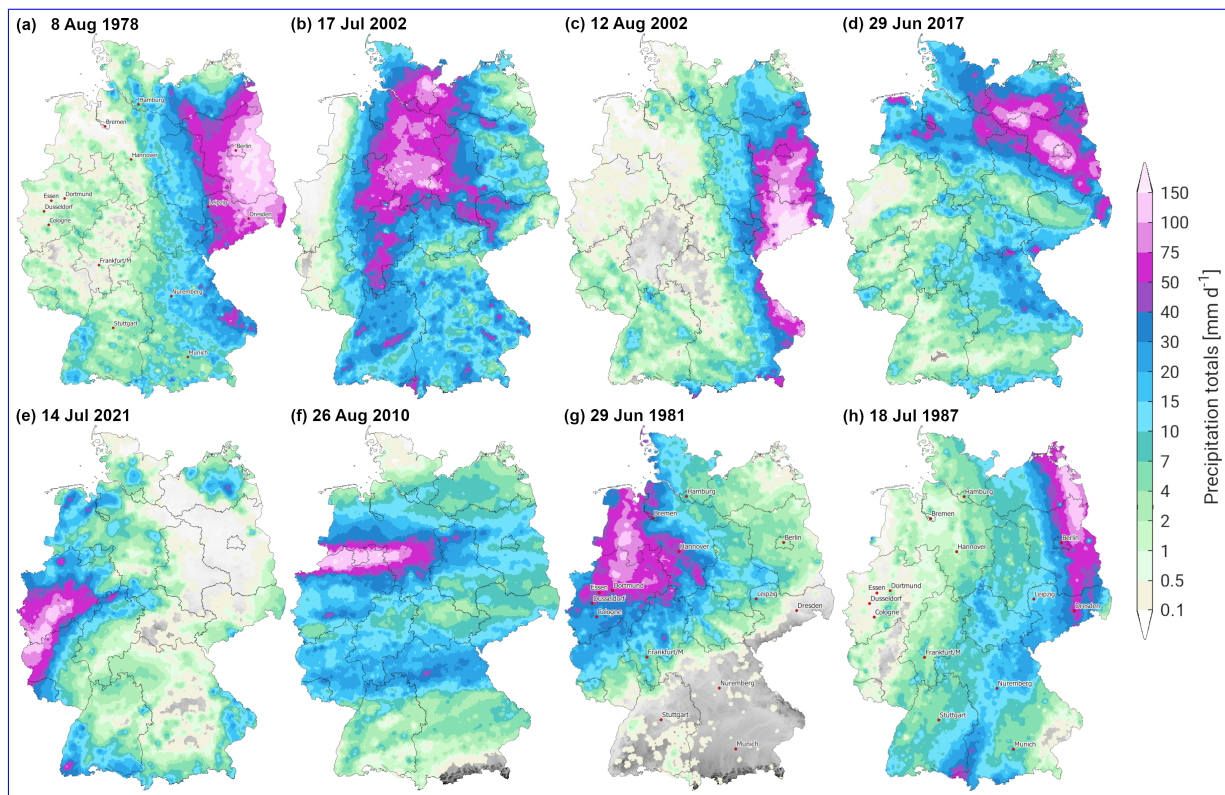 (a) 8 Aug 1978
(b) 17 Jul 2002
(c) 12 Aug 2002
(d) 29 Jun 2017
Hamburg
Bremen
Hannover
Berlin
Essen
Dortmund
Dusseldorf
Cologne
Leipzig
Dresden
Frankfurt/M
Nuremberg
Stuttgart
Munich
150
100
75
50
40
30
20
15
10
7
4
2
1
0.5
0.1
Precipitation totals [mm d⁻¹]
(e) 14 Jul 2021
(f) 26 Aug 2010
(g) 29 Jun 1981
(h) 18 Jul 1987
Hamburg
Bremen
Hannover
Berlin
Essen
Dortmund
Dusseldorf
Cologne
Leipzig
Dresden
Frankfurt/M
Nuremberg
Stuttgart
Munich
Hamburg
Bremen
Hannover
Berlin
Essen
Dortmund
Dusseldorf
Cologne
Leipzig
Dresden
Frankfurt/M
Nuremberg
Stuttgart
Munich